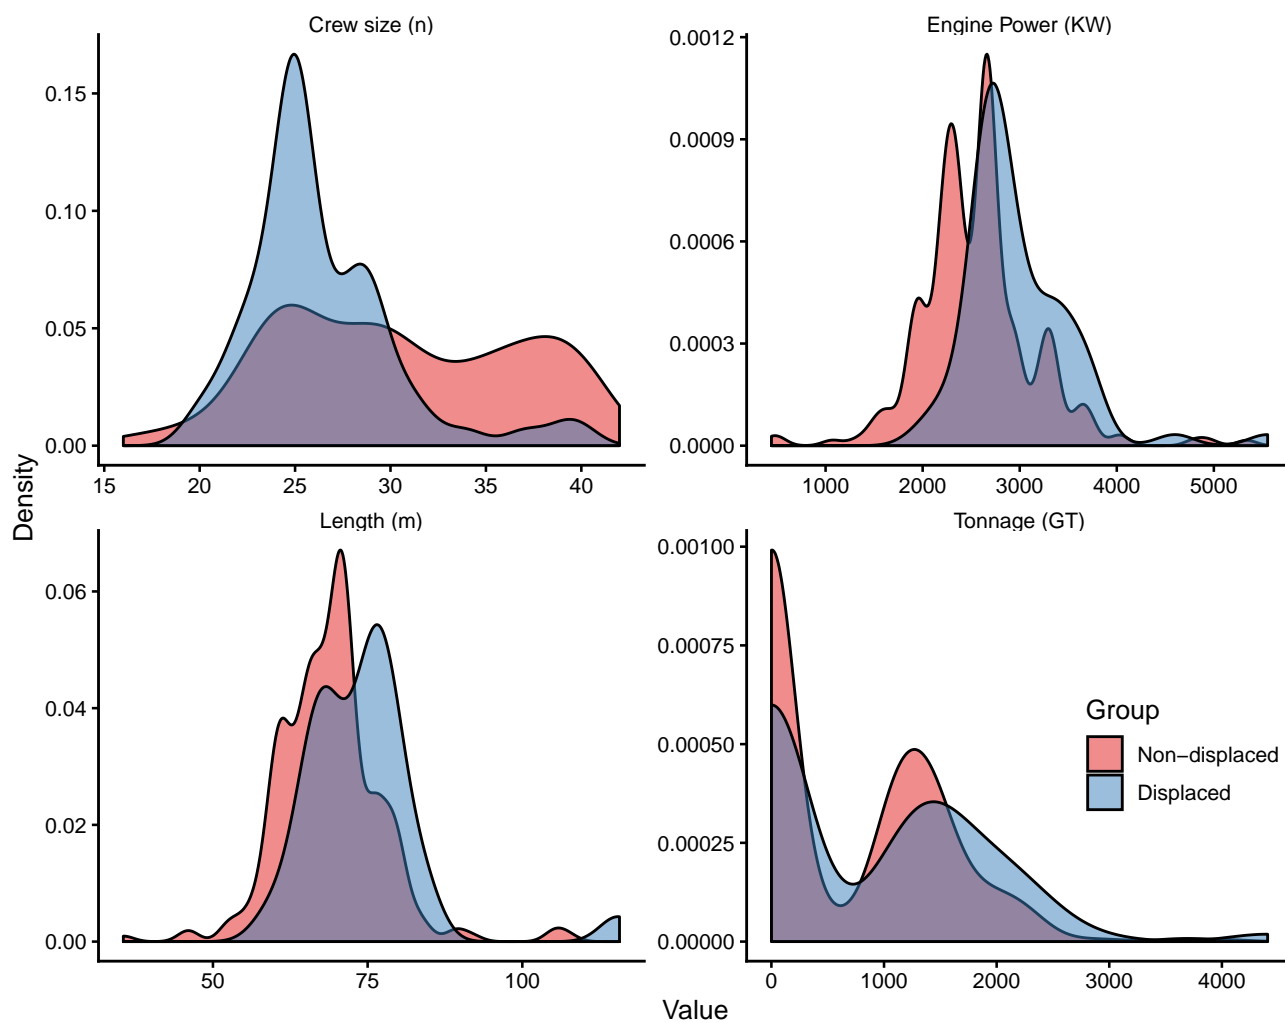 Crew size (n)
0.15
0.10
0.05
0.00
15 20 25 30 35 40
Engine Power (KW)
0.0012
0.0009
0.0006
0.0003
0.0000
1000 2000 3000 4000 5000
Density
Length (m)
0.06
0.04
0.02
0.00
50 75 100
Tonnage (GT)
0.00100
0.00075
0.00050
0.00025
0.00000
0 1000 2000 3000 4000
Group
Non−displaced
Displaced
Value